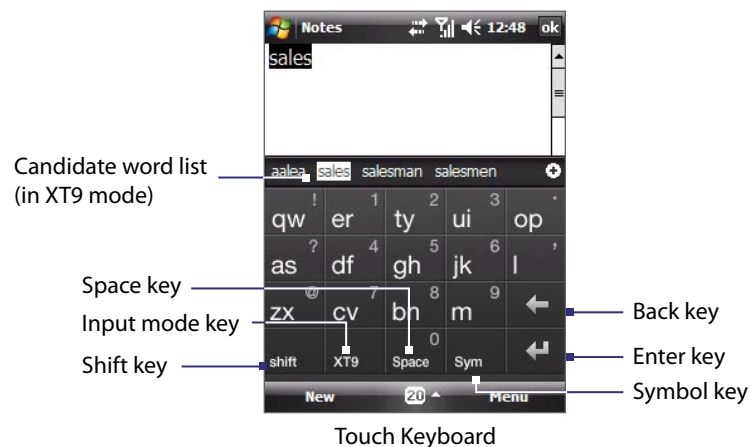 Notes 12:48 ok
sales
Candidate word list
(in XT9 mode)
aalea sales salesman salesmen
! 1 2 3 .
qw er ty ui op
? 4 5 6 ,
as df gh jk l
@ 7 8 9
zx cv bn m
0
shift XT9 Space Sym
New 20 Menu
Space key
Input mode key
Shift key
Back key
Enter key
Symbol key
Touch Keyboard